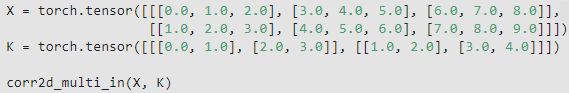 X = torch.tensor([[[0.0, 1.0, 2.0], [3.0, 4.0, 5.0], [6.0, 7.0, 8.0]],
[[1.0, 2.0, 3.0], [4.0, 5.0, 6.0], [7.0, 8.0, 9.0]]])
K = torch.tensor([[[0.0, 1.0], [2.0, 3.0]], [[1.0, 2.0], [3.0, 4.0]]])
corr2d_multi_in(X, K)